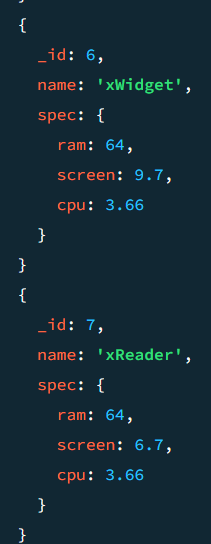 }
{
  _id: 6,
  name: 'xWidget',
  spec: {
    ram: 64,
    screen: 9.7,
    cpu: 3.66
  }
}
{
  _id: 7,
  name: 'xReader',
  spec: {
    ram: 64,
    screen: 6.7,
    cpu: 3.66
  }
}